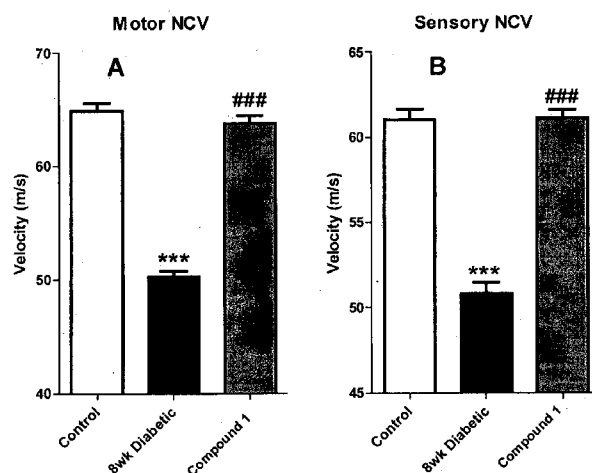 Motor NCV
A
Velocity (m/s)
70
60
50
40
###
***
Control
8wk Diabetic
Compound 1
Sensory NCV
B
Velocity (m/s)
65
60
55
50
45
###
***
Control
8wk Diabetic
Compound 1